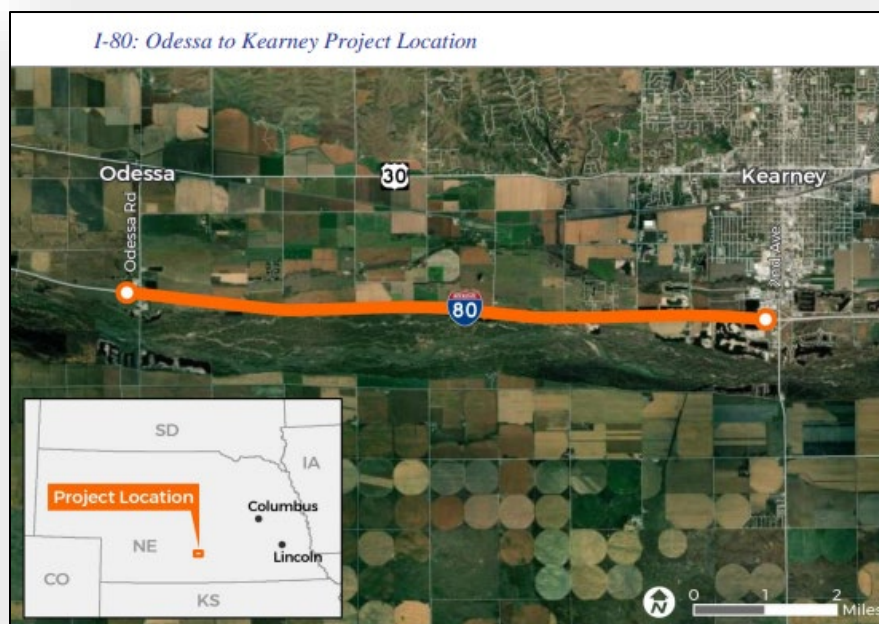 I-80: Odessa to Kearney Project Location
Odessa
30
Kearney
Odessa Rd
2nd Ave
80
SD
IA
Project Location
Columbus
NE
Lincoln
CO
KS
N
0 1 2
Miles